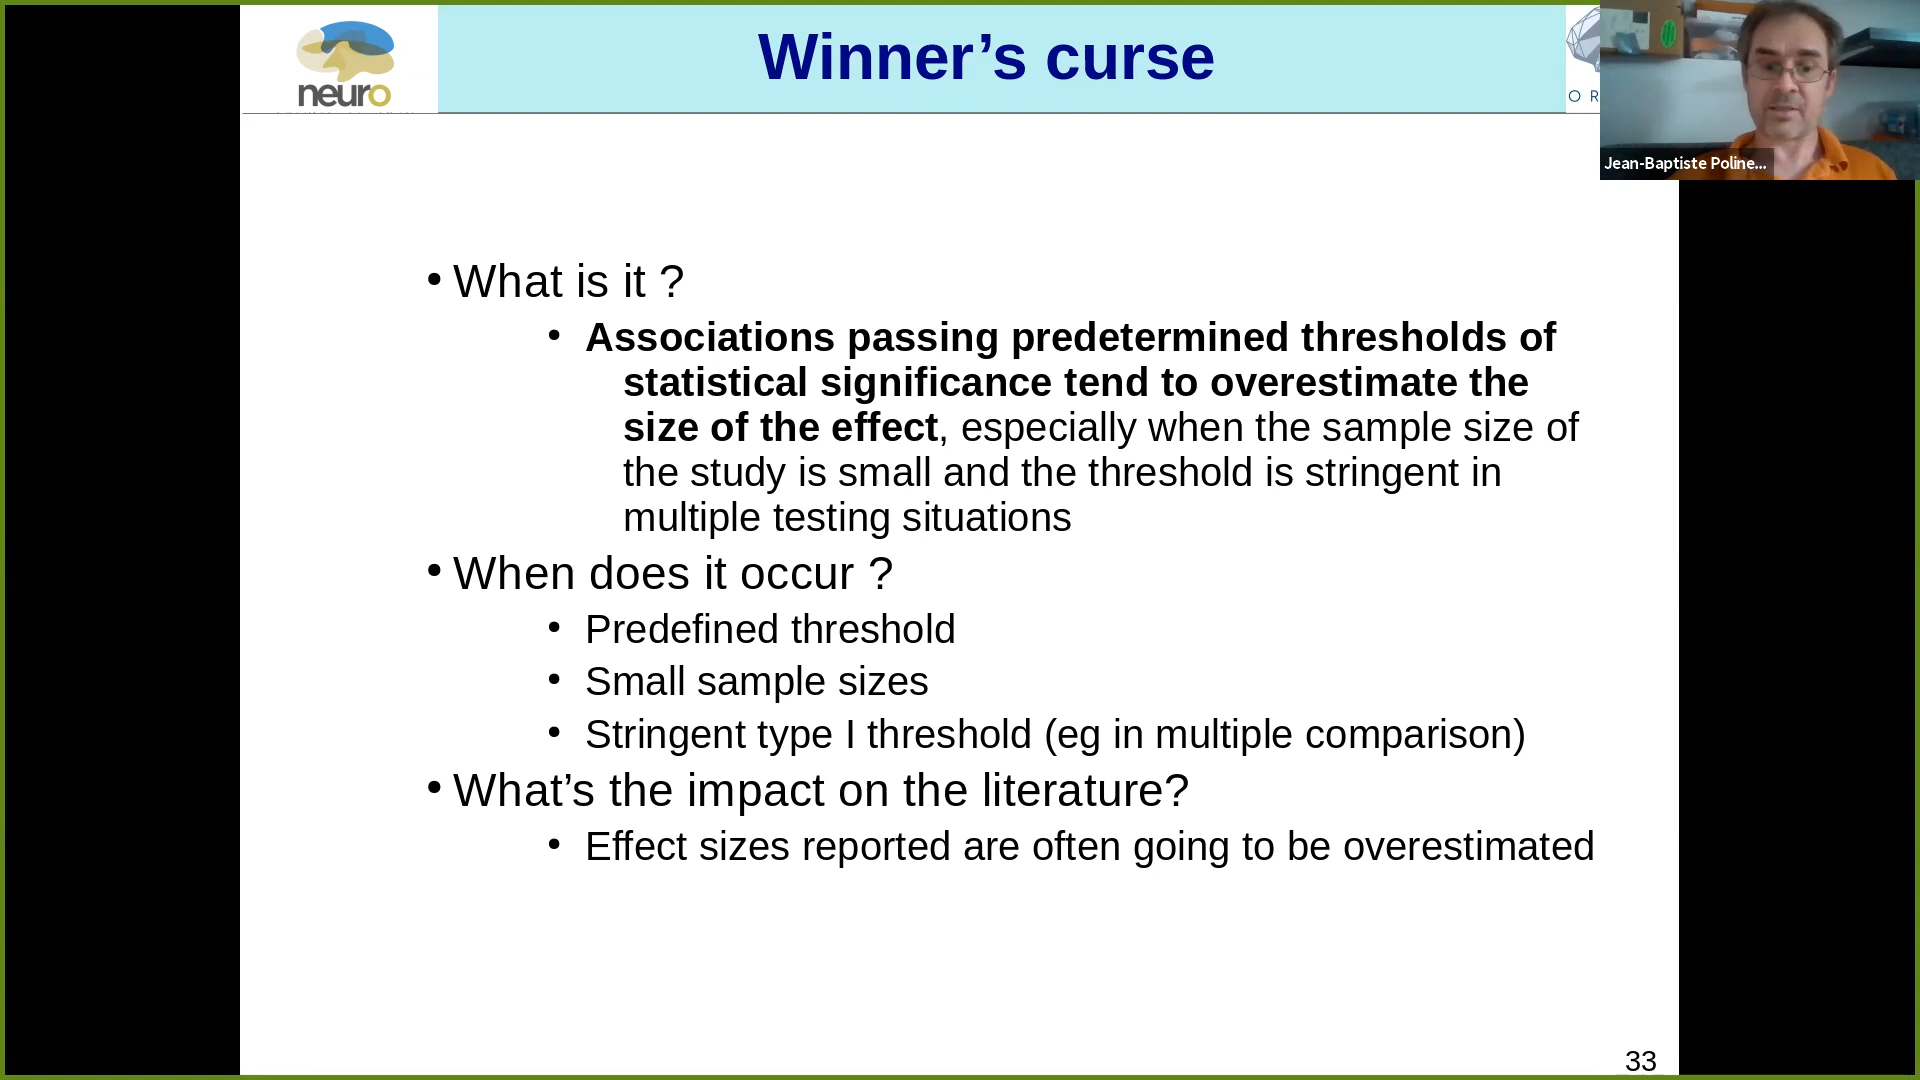 neuro
Winner’s curse
O R
Jean-Baptiste Poline...
• What is it ?
• Associations passing predetermined thresholds of
statistical significance tend to overestimate the
size of the effect, especially when the sample size of
the study is small and the threshold is stringent in
multiple testing situations
• When does it occur ?
• Predefined threshold
• Small sample sizes
• Stringent type I threshold (eg in multiple comparison)
• What’s the impact on the literature?
• Effect sizes reported are often going to be overestimated
33